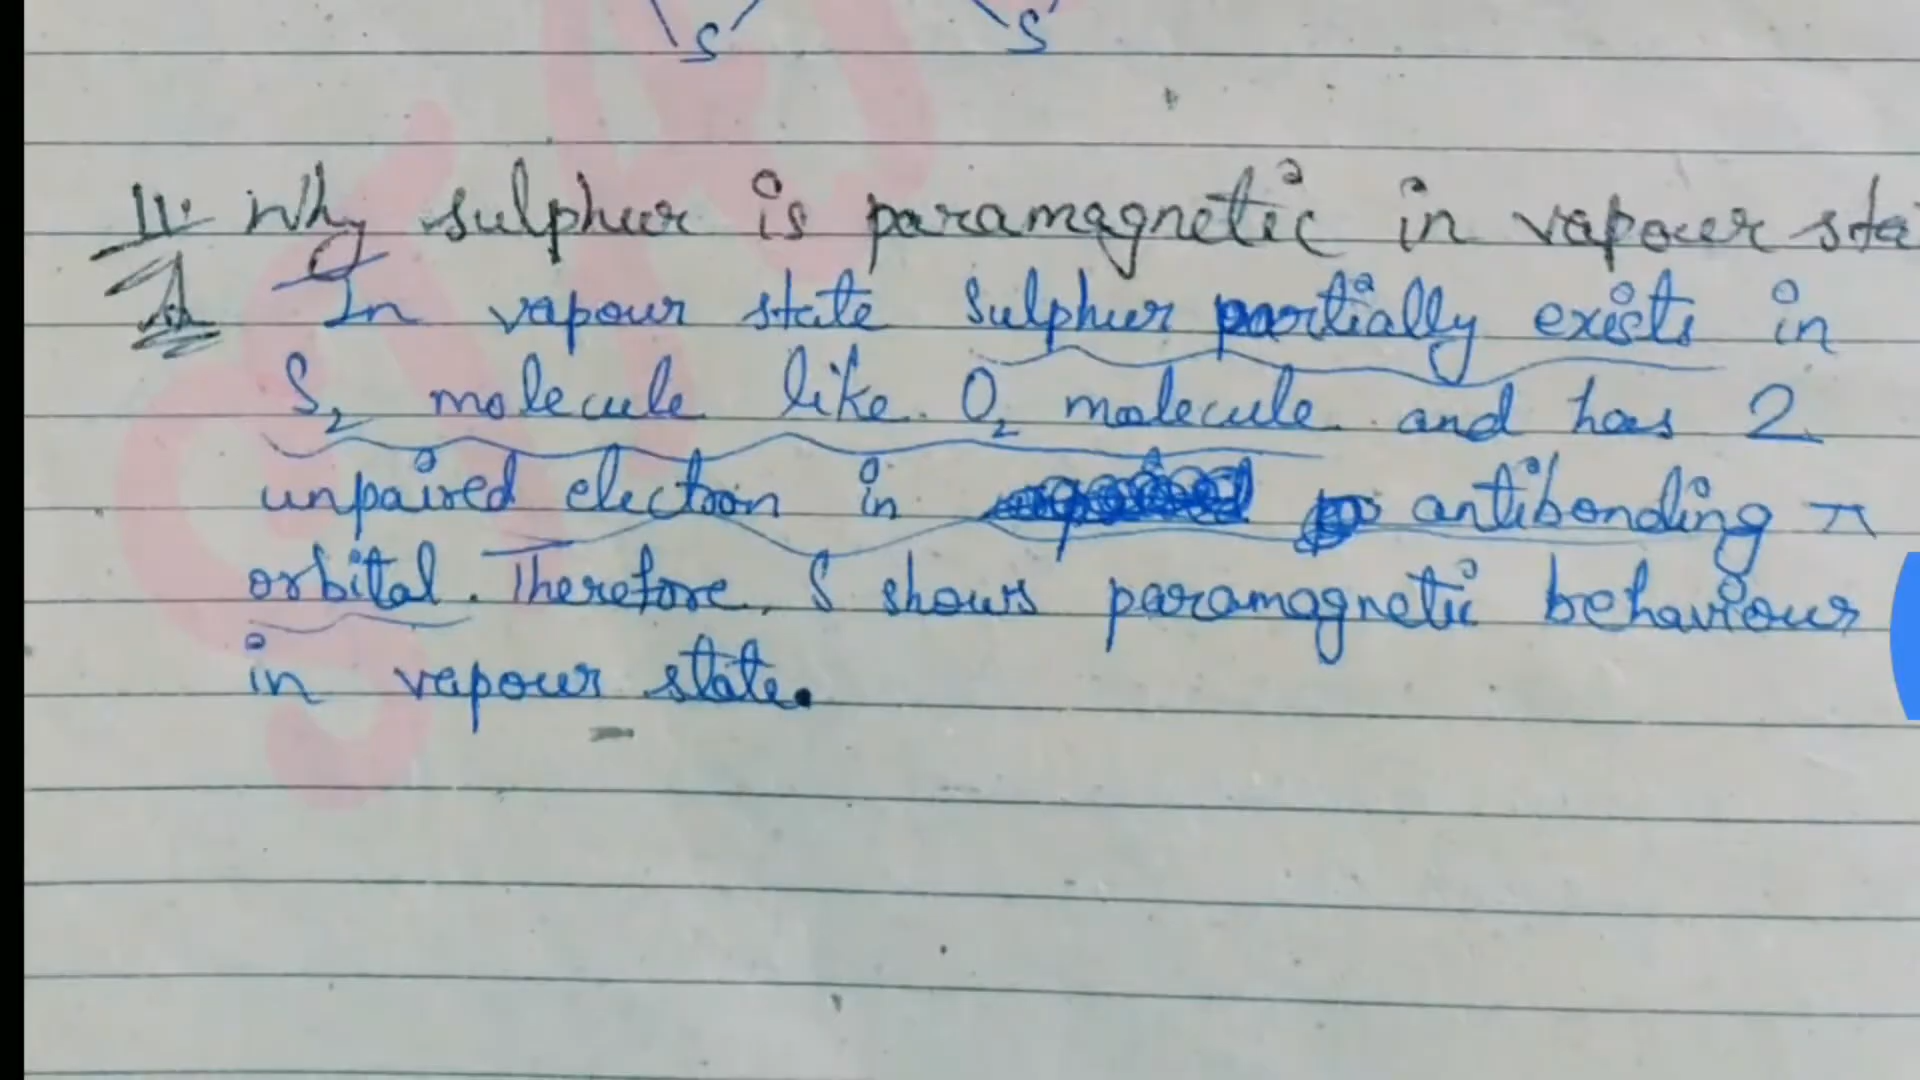 S S
11. Why sulphur is paramagnetic in vapour sta
A In vapour state Sulphur partially exists in
S₂ molecule like O₂ molecule and has 2
unpaired electron in antibonding π
orbital. Therefore, S shows paramagnetic behaviour
in vapour state.